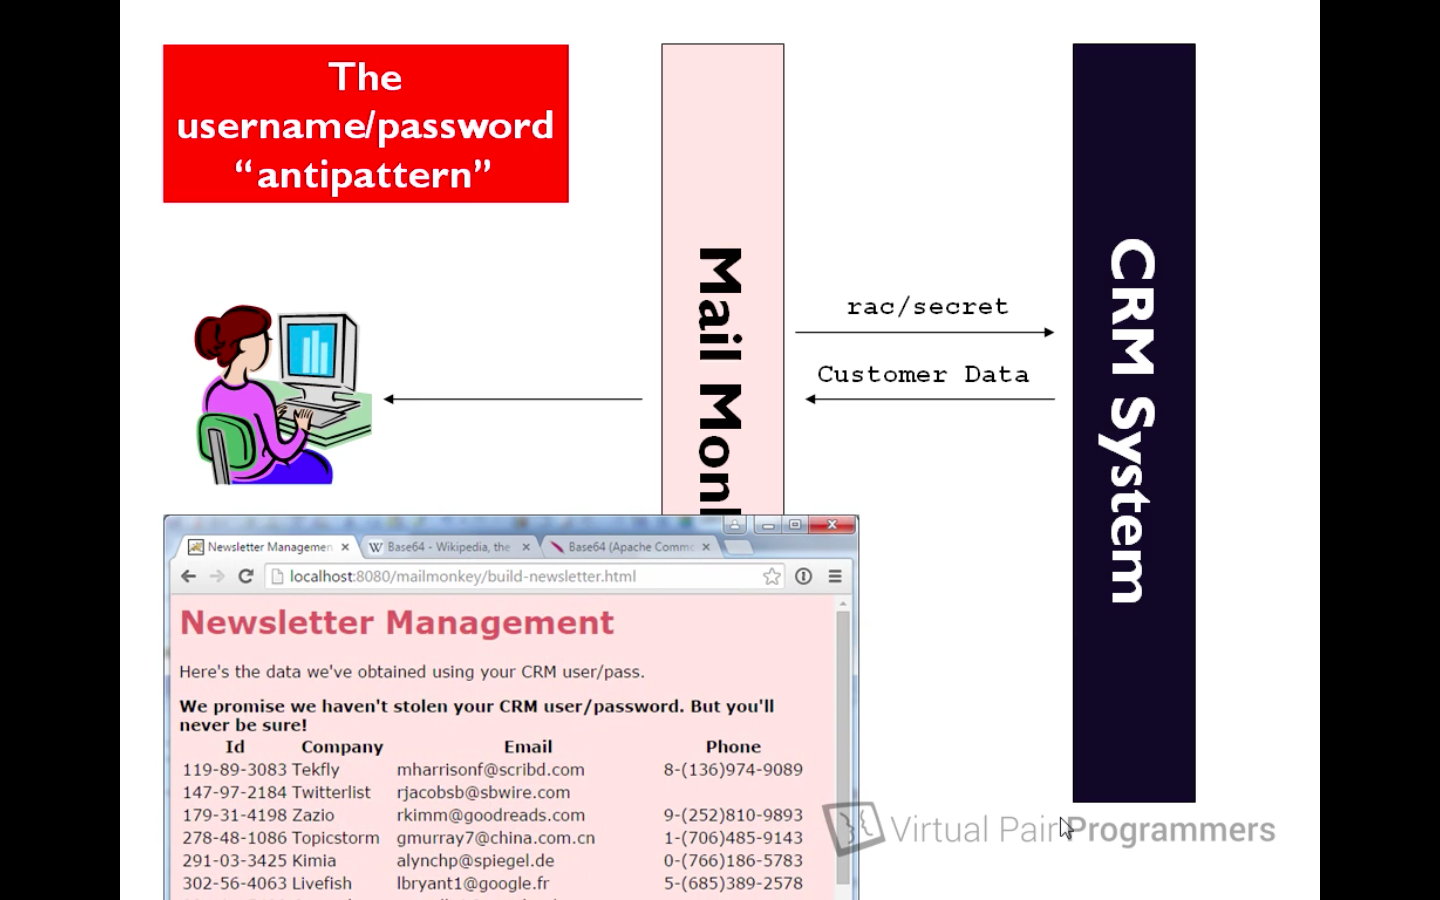 The
username/password
“antipattern”
Mail Mon
CRM System
rac/secret
Customer Data
Newsletter Managemen
Base64 - Wikipedia, the
Base64 (Apache Commo
localhost:8080/mailmonkey/build-newsletter.html
Newsletter Management
Here's the data we've obtained using your CRM user/pass.
We promise we haven't stolen your CRM user/password. But you'll
never be sure!
Id Company Email Phone
119-89-3083 Tekfly mharrisonf@scribd.com 8-(136)974-9089
147-97-2184 Twitterlist rjacobsb@sbwire.com
179-31-4198 Zazio rkimm@goodreads.com 9-(252)810-9893
278-48-1086 Topicstorm gmurray7@china.com.cn 1-(706)485-9143
291-03-3425 Kimia alynchp@spiegel.de 0-(766)186-5783
302-56-4063 Livefish lbryant1@google.fr 5-(685)389-2578
Virtual Pair Programmers